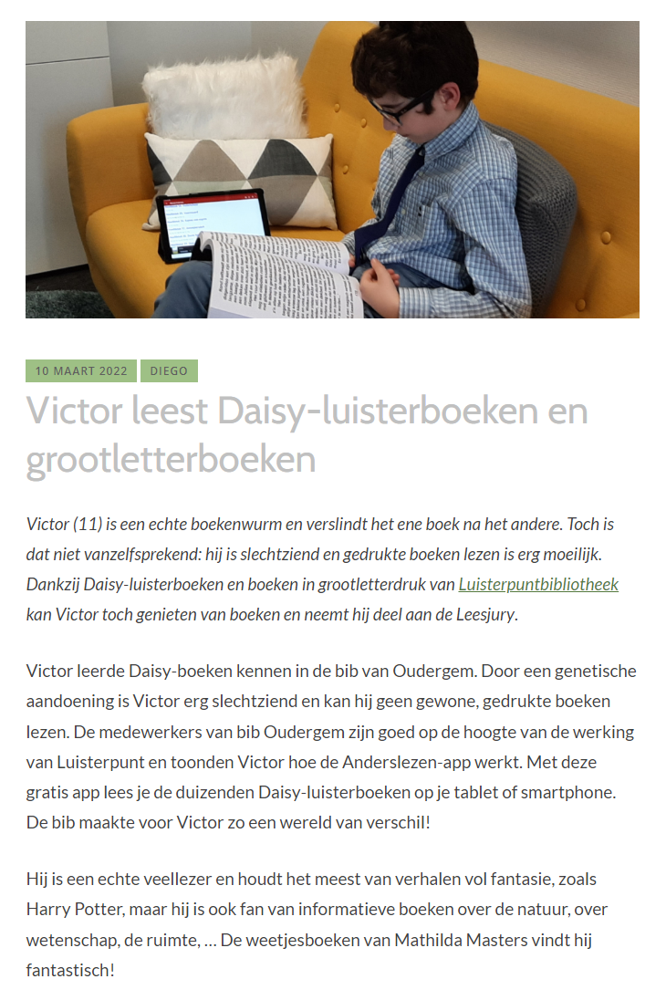 10 MAART 2022 DIEGO
Victor leest Daisy-luisterboeken en
grootletterboeken
Victor (11) is een echte boekenwurm en verslindt het ene boek na het andere. Toch is
dat niet vanzelfsprekend: hij is slechtziend en gedrukte boeken lezen is erg moeilijk.
Dankzij Daisy-luisterboeken en boeken in grootletterdruk van Luisterpuntbibliotheek
kan Victor toch genieten van boeken en neemt hij deel aan de Leesjury.
Victor leerde Daisy-boeken kennen in de bib van Oudergem. Door een genetische
aandoening is Victor erg slechtziend en kan hij geen gewone, gedrukte boeken
lezen. De medewerkers van bib Oudergem zijn goed op de hoogte van de werking
van Luisterpunt en toonden Victor hoe de Anderslezen-app werkt. Met deze
gratis app lees je de duizenden Daisy-luisterboeken op je tablet of smartphone.
De bib maakte voor Victor zo een wereld van verschil!
Hij is een echte veellezer en houdt het meest van verhalen vol fantasie, zoals
Harry Potter, maar hij is ook fan van informatieve boeken over de natuur, over
wetenschap, de ruimte, … De weetjesboeken van Mathilda Masters vindt hij
fantastisch!